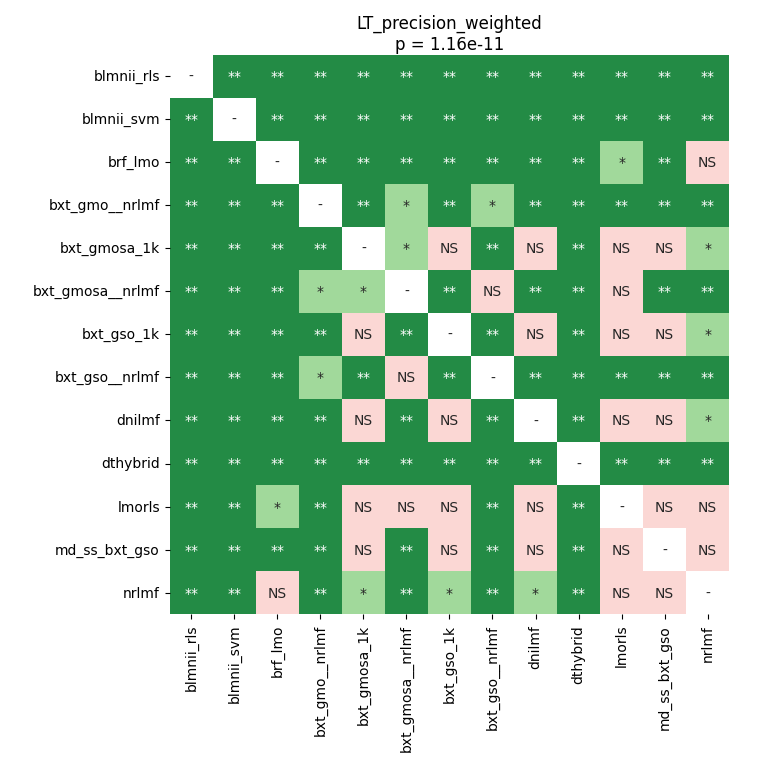 LT_precision_weighted
p = 1.16e-11
blmnii_rls - ** ** ** ** ** ** ** ** ** ** ** **
blmnii_svm ** - ** ** ** ** ** ** ** ** ** ** **
brf_lmo ** ** - ** ** ** ** ** ** ** * ** NS
bxt_gmo__nrlmf ** ** ** - ** * ** * ** ** ** ** **
bxt_gmosa_1k ** ** ** ** - * NS ** NS ** NS NS *
bxt_gmosa__nrlmf ** ** ** * * - ** NS ** ** NS ** **
bxt_gso_1k ** ** ** ** NS ** - ** NS ** NS NS *
bxt_gso__nrlmf ** ** ** * ** NS ** - ** ** ** ** **
dnilmf ** ** ** ** NS ** NS ** - ** NS NS *
dthybrid ** ** ** ** ** ** ** ** ** - ** ** **
lmorls ** ** * ** NS NS NS ** NS ** - NS NS
md_ss_bxt_gso ** ** ** ** NS ** NS ** NS ** NS - NS
nrlmf ** ** NS ** * ** * ** * ** NS NS -
blmnii_rls
blmnii_svm
brf_lmo
bxt_gmo__nrlmf
bxt_gmosa_1k
bxt_gmosa__nrlmf
bxt_gso_1k
bxt_gso__nrlmf
dnilmf
dthybrid
lmorls
md_ss_bxt_gso
nrlmf